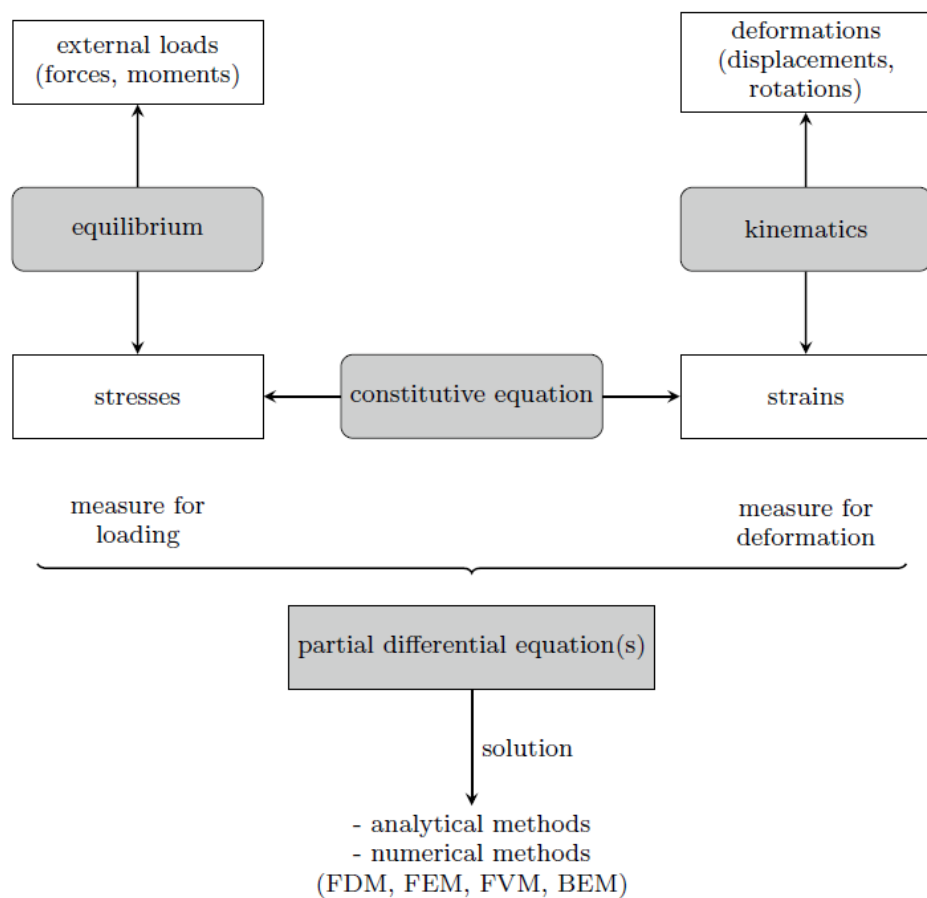 external loads
(forces, moments)
deformations
(displacements,
rotations)
equilibrium
kinematics
stresses
constitutive equation
strains
measure for
loading
measure for
deformation
partial differential equation(s)
solution
- analytical methods
- numerical methods
(FDM, FEM, FVM, BEM)